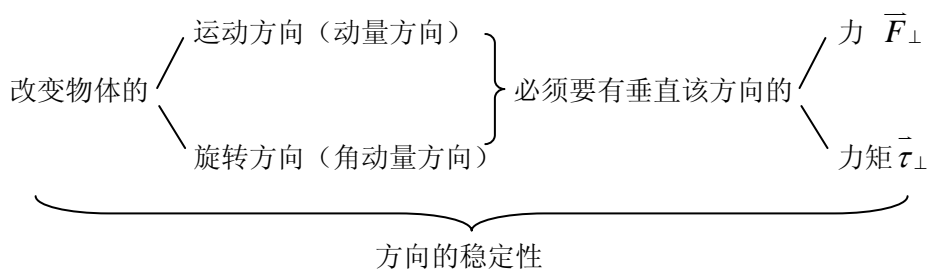 运动方向（动量方向） 力 F⊥
改变物体的 必须要有垂直该方向的
旋转方向（角动量方向） 力矩 τ⊥
方向的稳定性